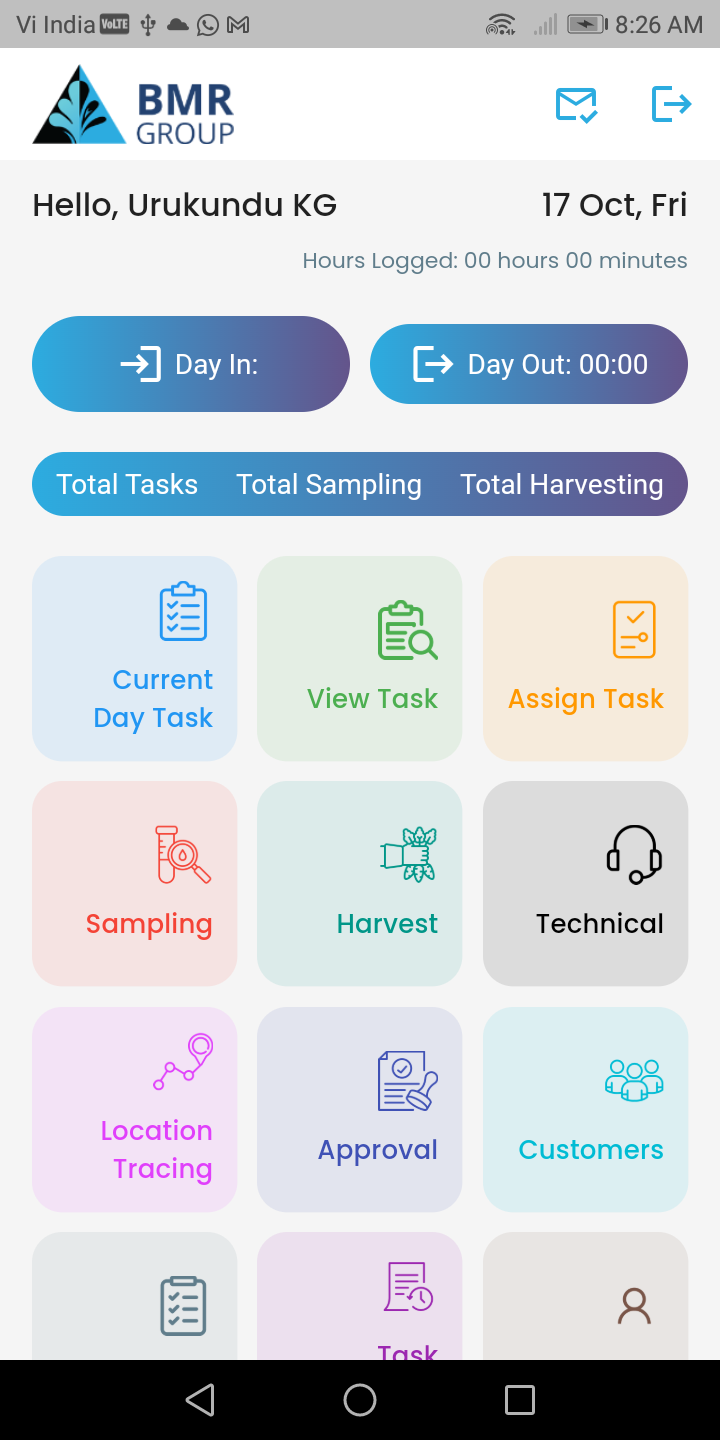 Vi India VoLTE 8:26 AM
BMR
GROUP
Hello, Urukundu KG 17 Oct, Fri
Hours Logged: 00 hours 00 minutes
Day In: Day Out: 00:00
Total Tasks Total Sampling Total Harvesting
Current
Day Task
View Task
Assign Task
Sampling
Harvest
Technical
Location
Tracing
Approval
Customers
Task